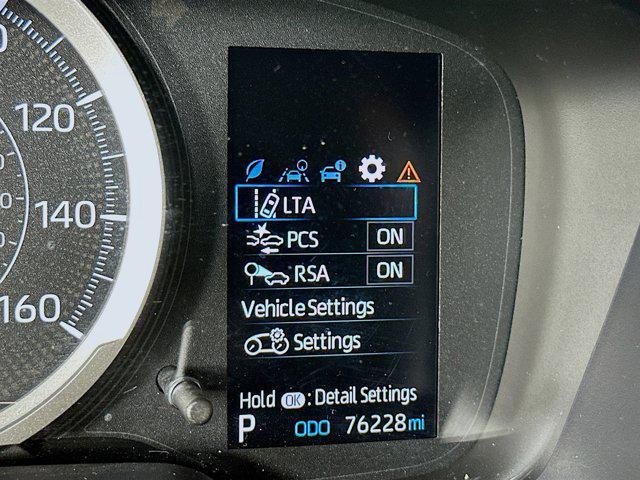 120
140
160
LTA
PCS ON
RSA ON
Vehicle Settings
Settings
Hold OK : Detail Settings
P ODO 76228 mi